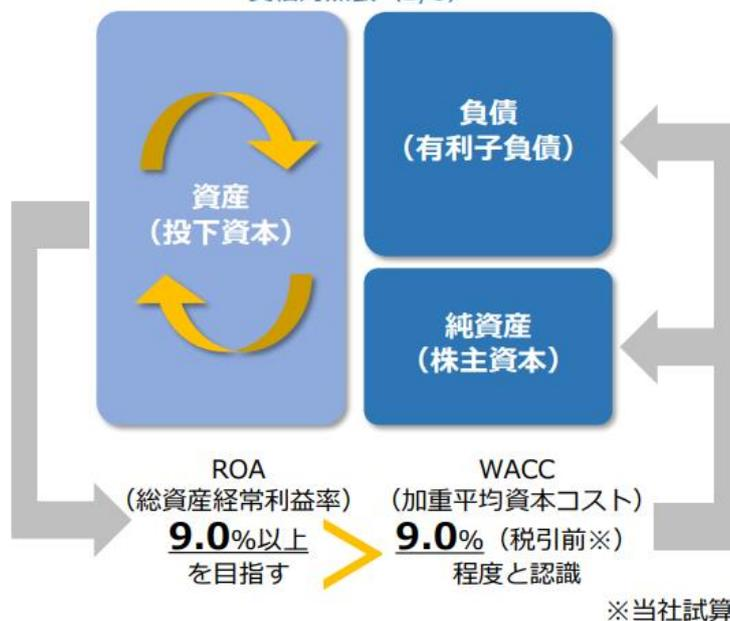 資産
（投下資本）
負債
（有利子負債）
純資産
（株主資本）
ROA
（総資産経常利益率）
9.0%以上
を目指す
WACC
（加重平均資本コスト）
9.0%（税引前※）
程度と認識
※当社試算